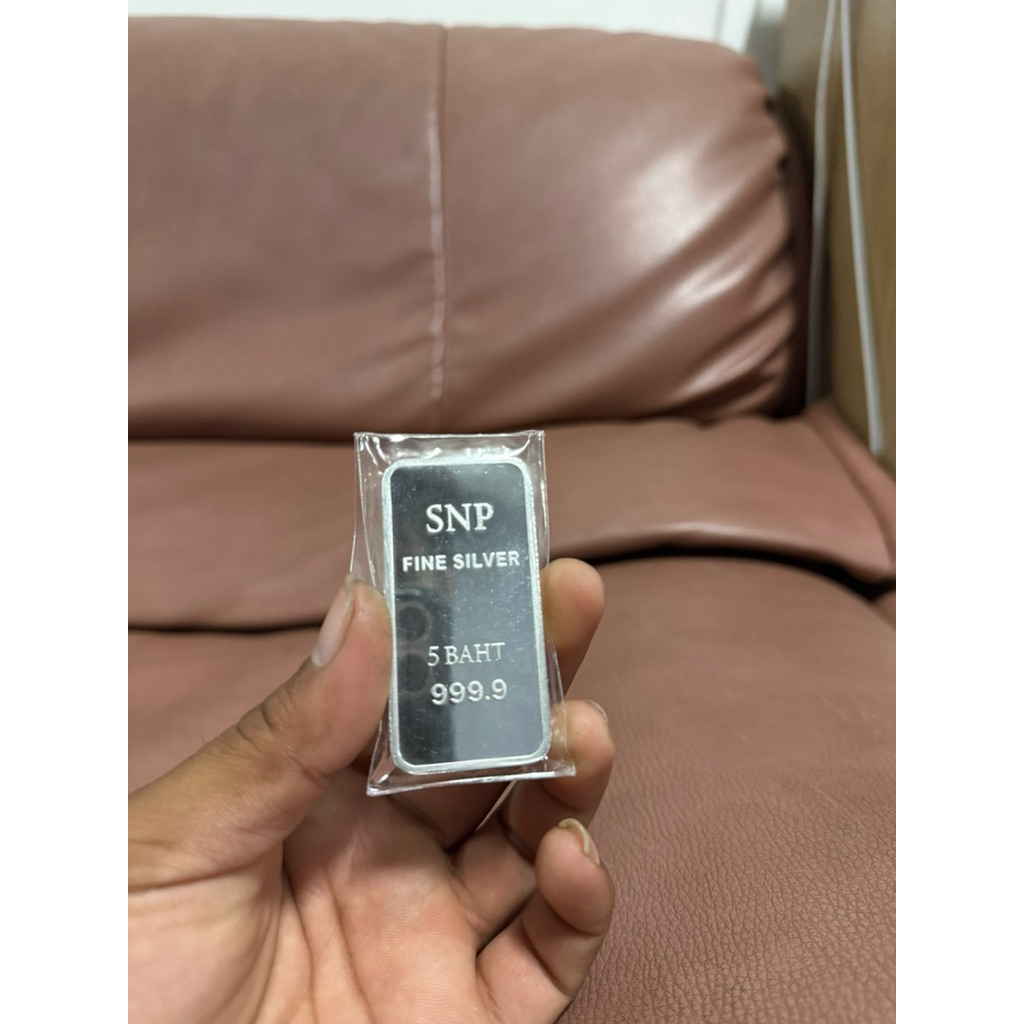 SNP
FINE SILVER
5 BAHT
999.9